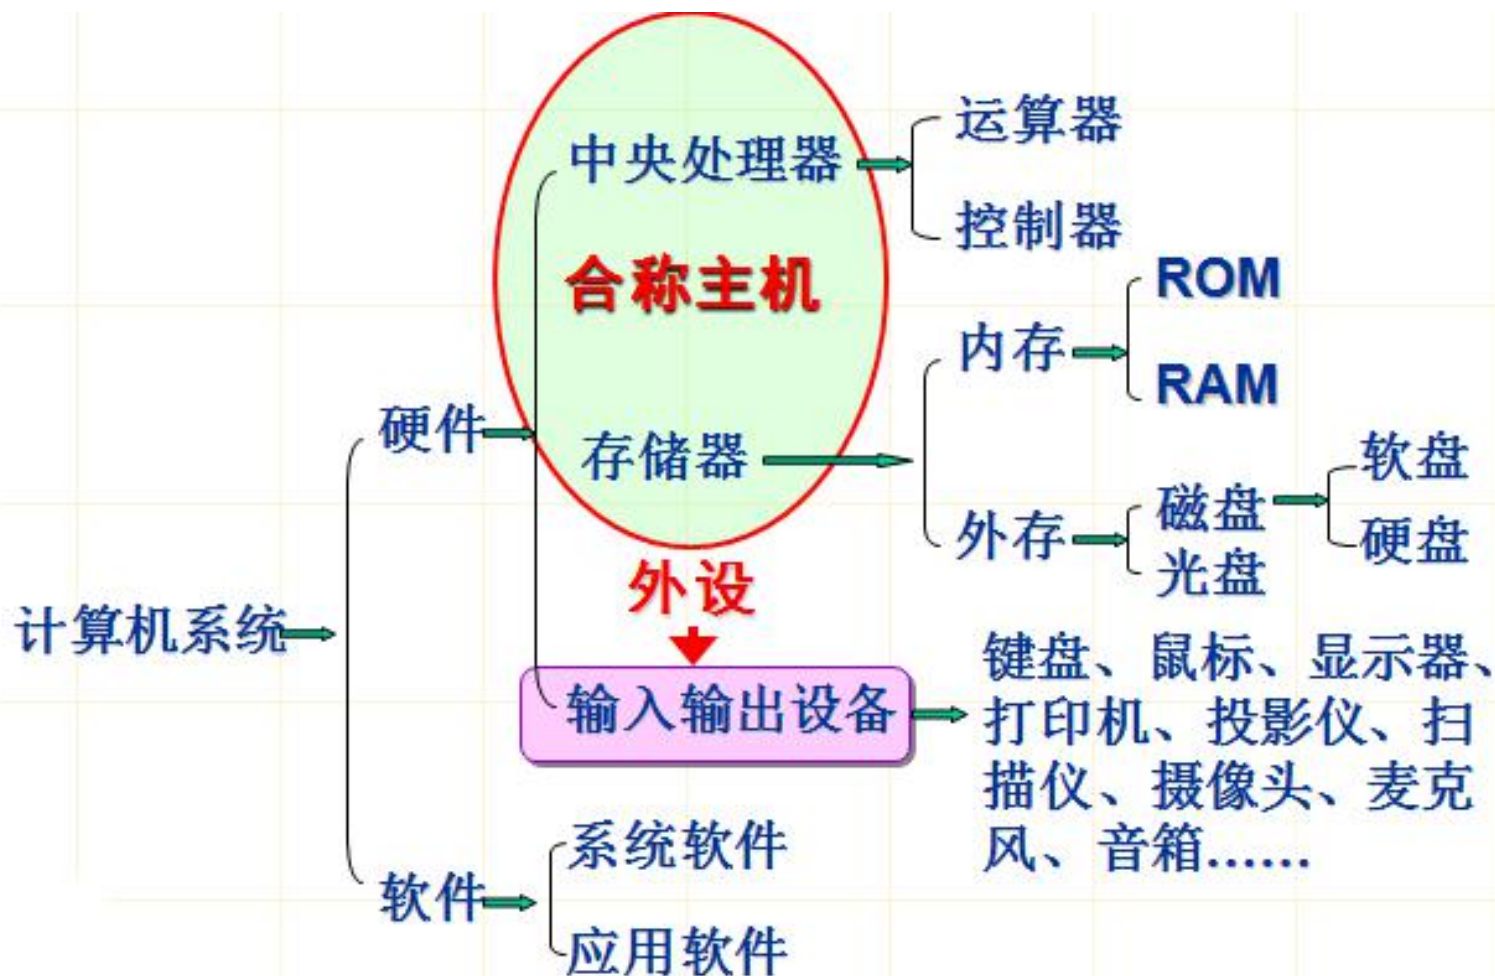 运算器
中央处理器
控制器
合称主机
ROM
内存
RAM
硬件
存储器
软盘
磁盘
外存
硬盘
光盘
外设
计算机系统
键盘、鼠标、显示器、
输入输出设备
打印机、投影仪、扫
描仪、摄像头、麦克
风、音箱......
系统软件
软件
应用软件